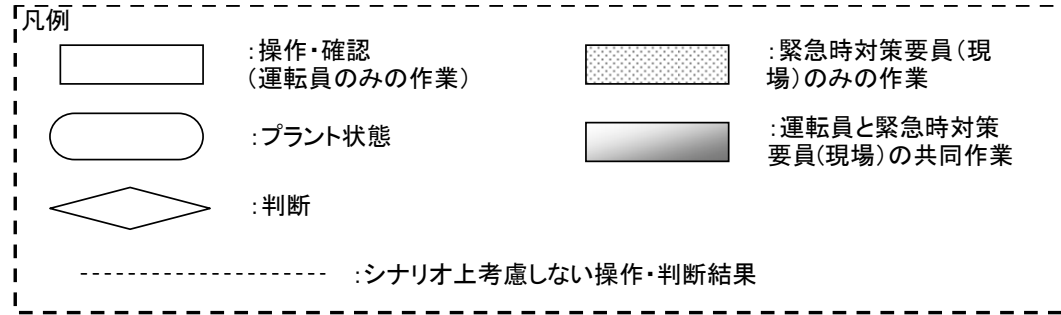 凡例
:操作・確認
(運転員のみの作業)
:緊急時対策要員(現
場)のみの作業
:プラント状態
:運転員と緊急時対策
要員(現場)の共同作業
:判断
:シナリオ上考慮しない操作・判断結果